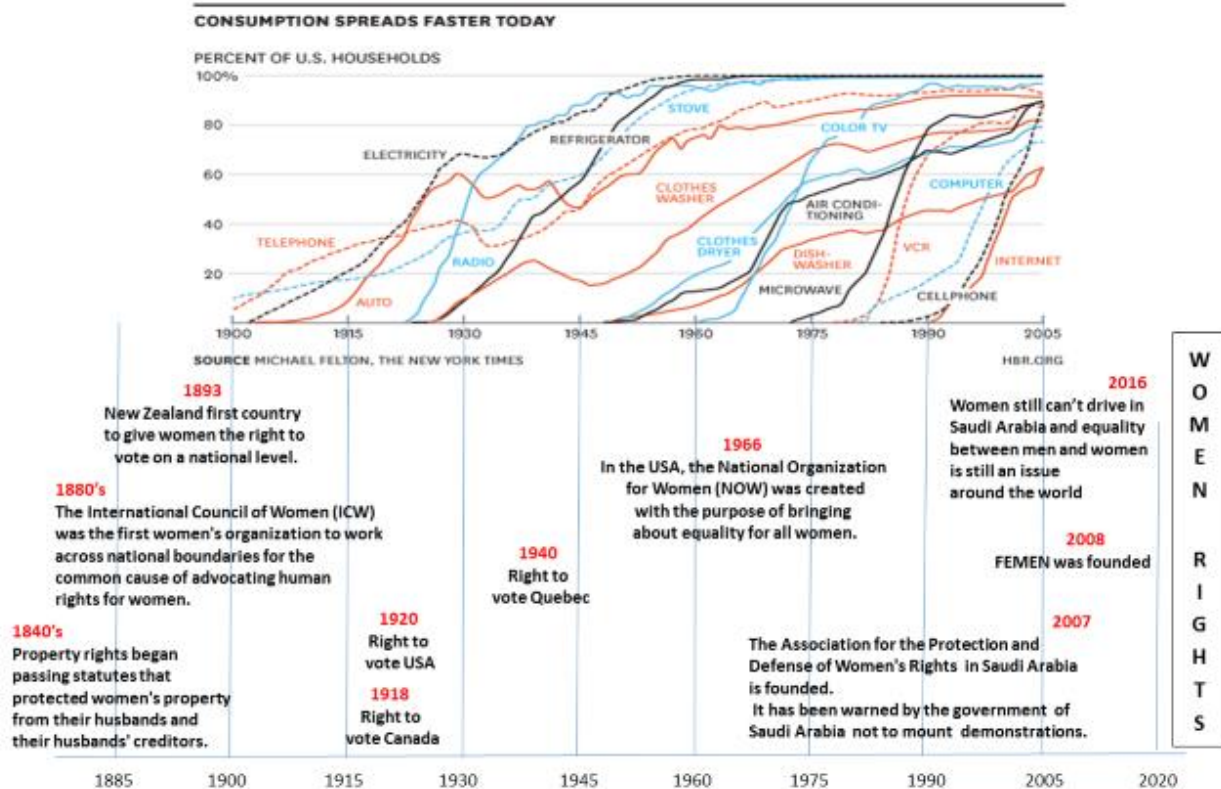 CONSUMPTION SPREADS FASTER TODAY
PERCENT OF U.S. HOUSEHOLDS
100%
80
60
40
20
TELEPHONE
ELECTRICITY
AUTO
RADIO
REFRIGERATOR
STOVE
CLOTHES
WASHER
CLOTHES
DRYER
COLOR TV
AIR CONDI-
TIONING
DISH-
WASHER
MICROWAVE
COMPUTER
VCR
CELLPHONE
INTERNET
1900 1915 1930 1945 1960 1975 1990 2005
SOURCE MICHAEL FELTON, THE NEW YORK TIMES
HBR.ORG
1893
New Zealand first country
to give women the right to
vote on a national level.
1880's
The International Council of Women (ICW)
was the first women's organization to work
across national boundaries for the
common cause of advocating human
rights for women.
1840's
Property rights began
passing statutes that
protected women's property
from their husbands and
their husbands' creditors.
1920
Right to
vote USA
1918
Right to
vote Canada
1940
Right to
vote Quebec
1966
In the USA, the National Organization
for Women (NOW) was created
with the purpose of bringing
about equality for all women.
2016
Women still can't drive in
Saudi Arabia and equality
between men and women
is still an issue
around the world
2008
FEMEN was founded
2007
The Association for the Protection and
Defense of Women's Rights in Saudi Arabia
is founded.
It has been warned by the government of
Saudi Arabia not to mount demonstrations.
WOMEN RIGHTS
1885 1900 1915 1930 1945 1960 1975 1990 2005 2020